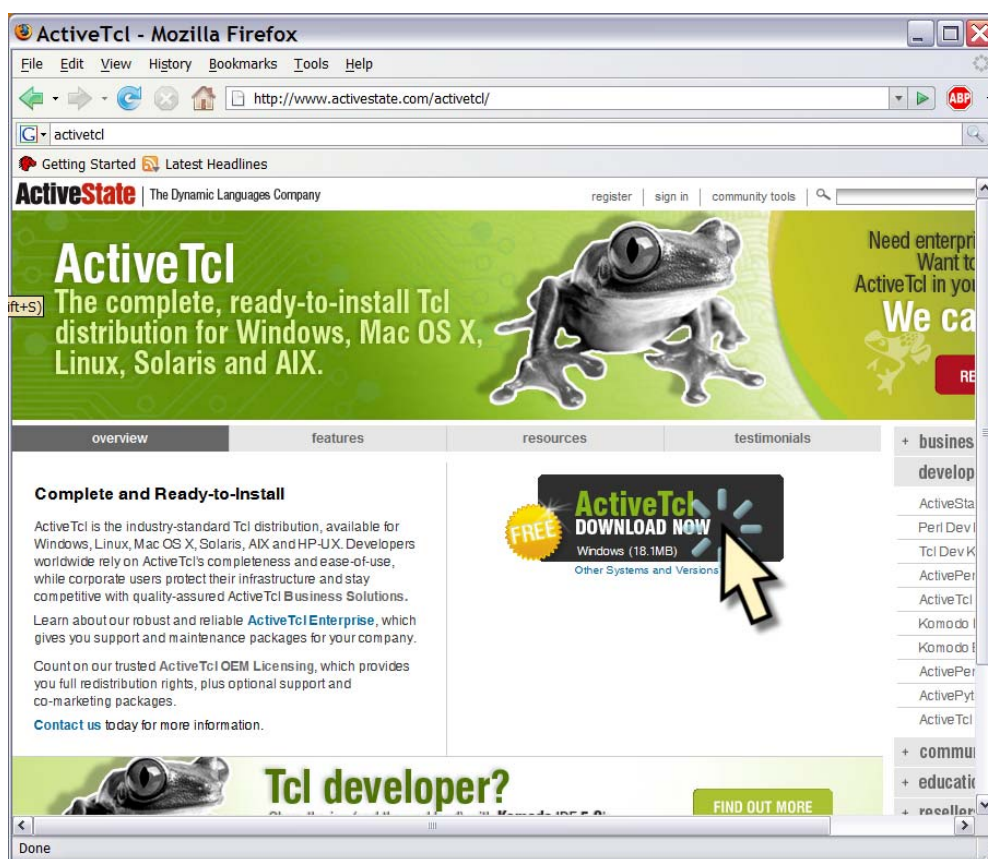 ActiveTcl - Mozilla Firefox
File Edit View History Bookmarks Tools Help
http://www.activestate.com/activetcl/
ABP
G activetcl
Getting Started Latest Headlines
ActiveState The Dynamic Languages Company
register sign in community tools
ActiveTcl
The complete, ready-to-install Tcl
distribution for Windows, Mac OS X,
Linux, Solaris and AIX.
ift+S)
Need enterpri
Want to
ActiveTcl in you
We ca
RE
overview features resources testimonials
Complete and Ready-to-Install
ActiveTcl is the industry-standard Tcl distribution, available for
Windows, Linux, Mac OS X, Solaris, AIX and HP-UX. Developers
worldwide rely on ActiveTcl's completeness and ease-of-use,
while corporate users protect their infrastructure and stay
competitive with quality-assured ActiveTcl Business Solutions.
Learn about our robust and reliable ActiveTcl Enterprise, which
gives you support and maintenance packages for your company.
Count on our trusted ActiveTcl OEM Licensing, which provides
you full redistribution rights, plus optional support and
co-marketing packages.
Contact us today for more information.
FREE
ActiveTcl
DOWNLOAD NOW
Windows (18.1MB)
Other Systems and Versions
+ busines
develop
ActiveSta
Perl Dev
Tcl Dev K
ActivePer
ActiveTcl
Komodo
Komodo
ActivePer
ActivePyt
ActiveTcl
+ commu
+ educatio
+ reseller
Tcl developer?
FIND OUT MORE
Done